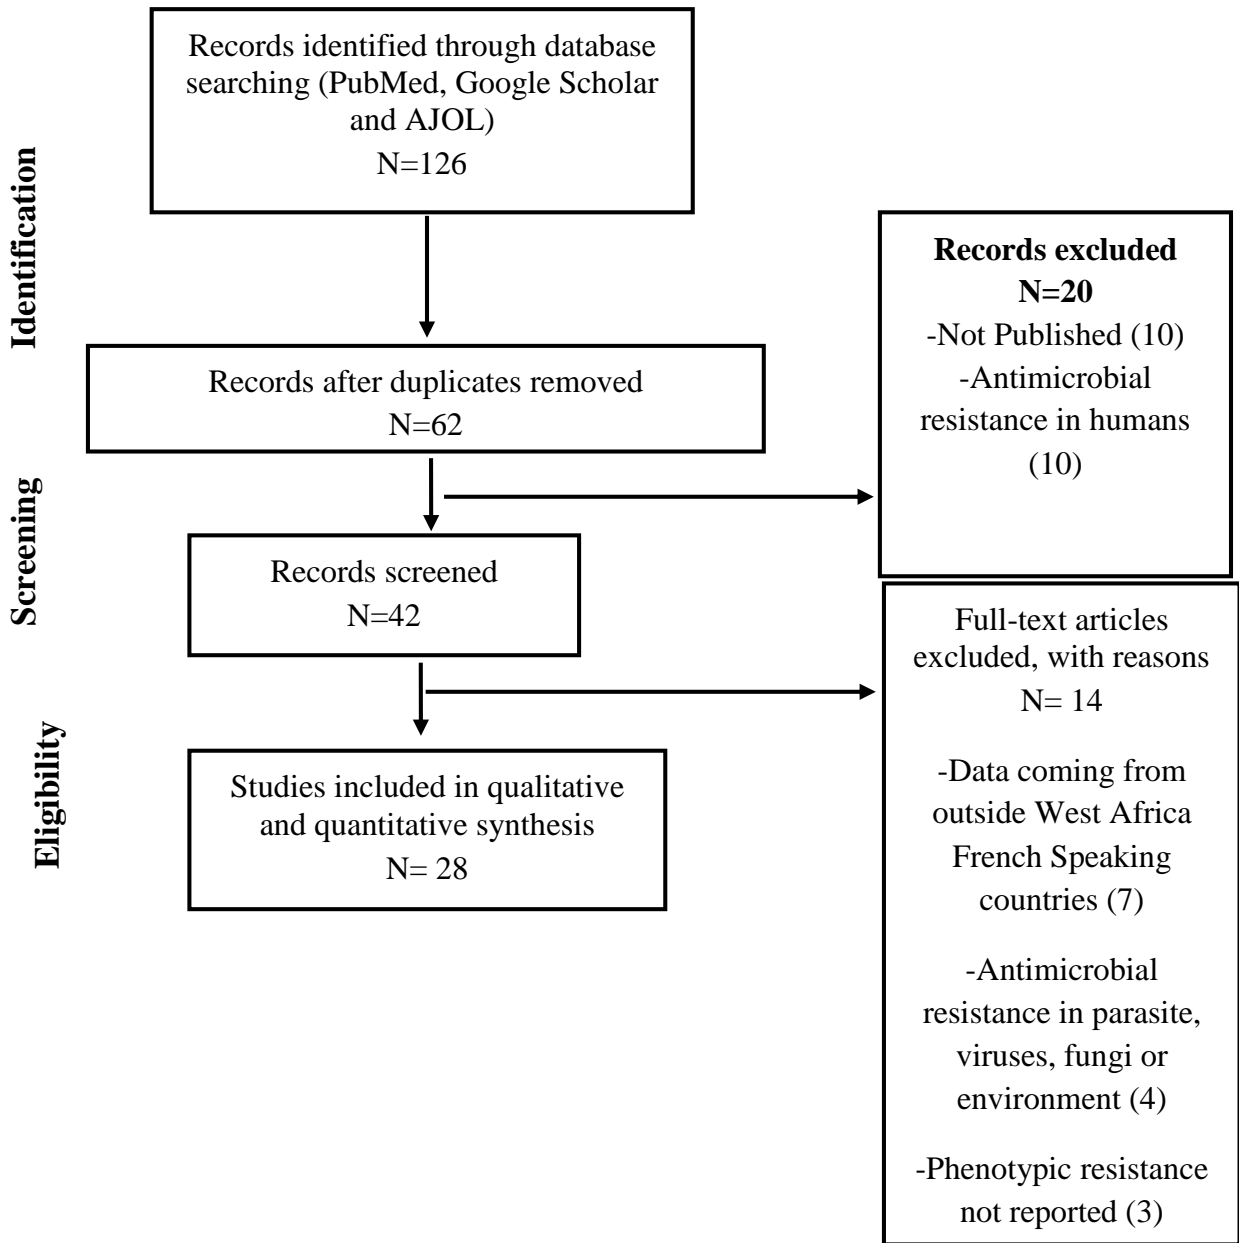 Records identified through database
searching (PubMed, Google Scholar
and AJOL)
N=126
Identification
Records after duplicates removed
N=62
Records excluded
N=20
-Not Published (10)
-Antimicrobial
resistance in humans
(10)
Screening
Records screened
N=42
Full-text articles
excluded, with reasons
N= 14
-Data coming from
outside West Africa
French Speaking
countries (7)
-Antimicrobial
resistance in parasite,
viruses, fungi or
environment (4)
-Phenotypic resistance
not reported (3)
Eligibility
Studies included in qualitative
and quantitative synthesis
N= 28